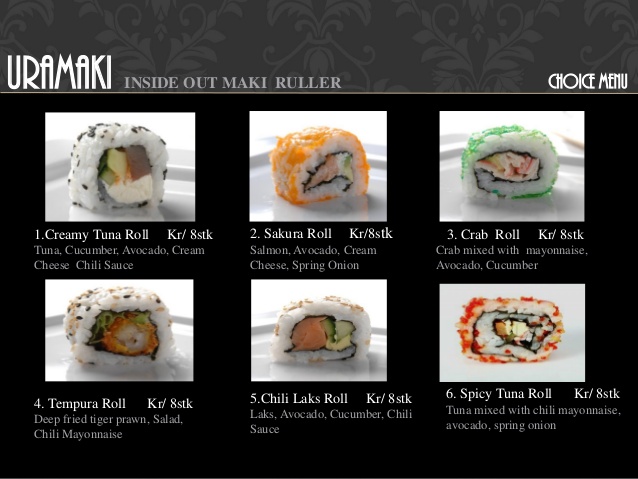 URAMAKI INSIDE OUT MAKI RULLER CHOICE MENU
1.Creamy Tuna Roll Kr/ 8stk
Tuna, Cucumber, Avocado, Cream
Cheese Chili Sauce
2. Sakura Roll Kr/8stk
Salmon, Avocado, Cream
Cheese, Spring Onion
3. Crab Roll Kr/ 8stk
Crab mixed with mayonnaise,
Avocado, Cucumber
4. Tempura Roll Kr/ 8stk
Deep fried tiger prawn, Salad,
Chili Mayonnaise
5.Chili Laks Roll Kr/ 8stk
Laks, Avocado, Cucumber, Chili
Sauce
6. Spicy Tuna Roll Kr/ 8stk
Tuna mixed with chili mayonnaise,
avocado, spring onion